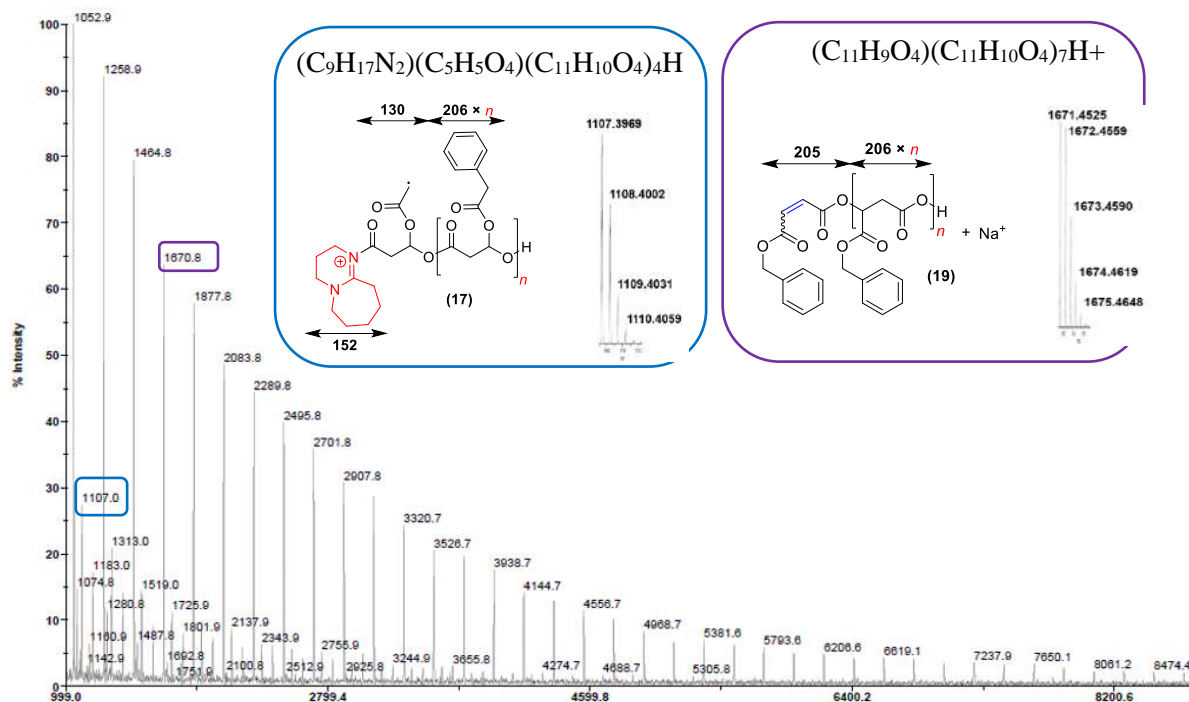 % Intensity
100
90
80
70
60
50
40
30
20
10
0
999.0
2799.4
4599.8
6400.2
8200.6
1052.9
1258.9
1464.8
1670.8
1877.8
2083.8
2289.8
2495.8
2701.8
2907.8
3320.7
3526.7
3938.7
4144.7
4556.7
4968.7
5381.6
5793.6
6206.6
6619.1
7237.9
7650.1
8061.2
8474.4
1107.0
1313.0
1183.0
1074.8
1280.8
1519.0
1160.9
1487.8
1142.9
1725.9
1801.9
1692.8
1751.9
2137.9
2343.9
2100.8
2512.9
2755.9
2925.8
3244.9
3655.8
4274.7
4688.7
5305.8
(C9H17N2)(C5H5O4)(C11H10O4)4H
130
206 × n
O
O
O
O
O
O
O
O
H
N
+
N
n
(17)
152
1107.3969
1108.4002
1109.4031
1110.4059
(C11H9O4)(C11H10O4)7H+
205
206 × n
O
O
O
O
O
O
O
O
H
n
+ Na+
(19)
1671.4525
1672.4559
1673.4590
1674.4619
1675.4648